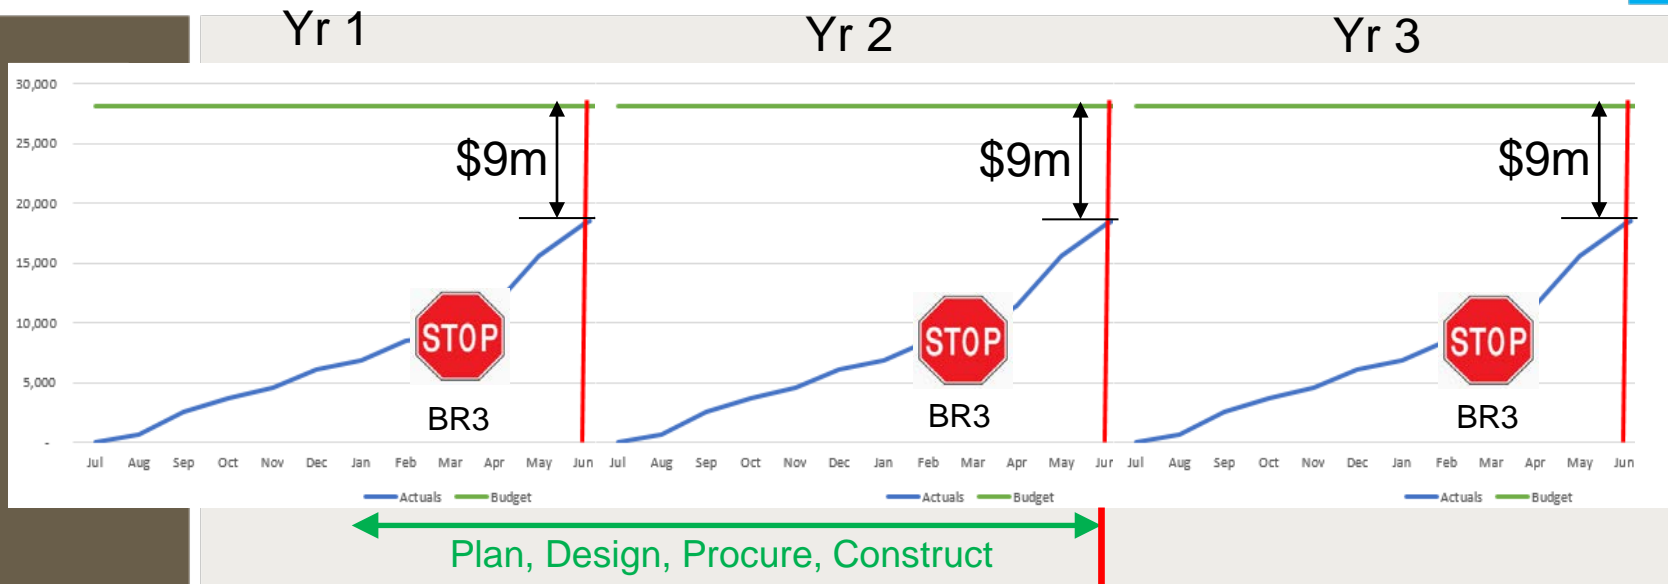 Yr 1 Yr 2 Yr 3
30,000
25,000
$9m $9m $9m
20,000
15,000
10,000
STOP STOP STOP
5,000
BR3 BR3 BR3
-
Jul Aug Sep Oct Nov Dec Jan Feb Mar Apr May Jun Jul Aug Sep Oct Nov Dec Jan Feb Mar Apr May Jur Jul Aug Sep Oct Nov Dec Jan Feb Mar Apr May Jun
Actuals Budget Actuals Budget Actuals Budget
Plan, Design, Procure, Construct